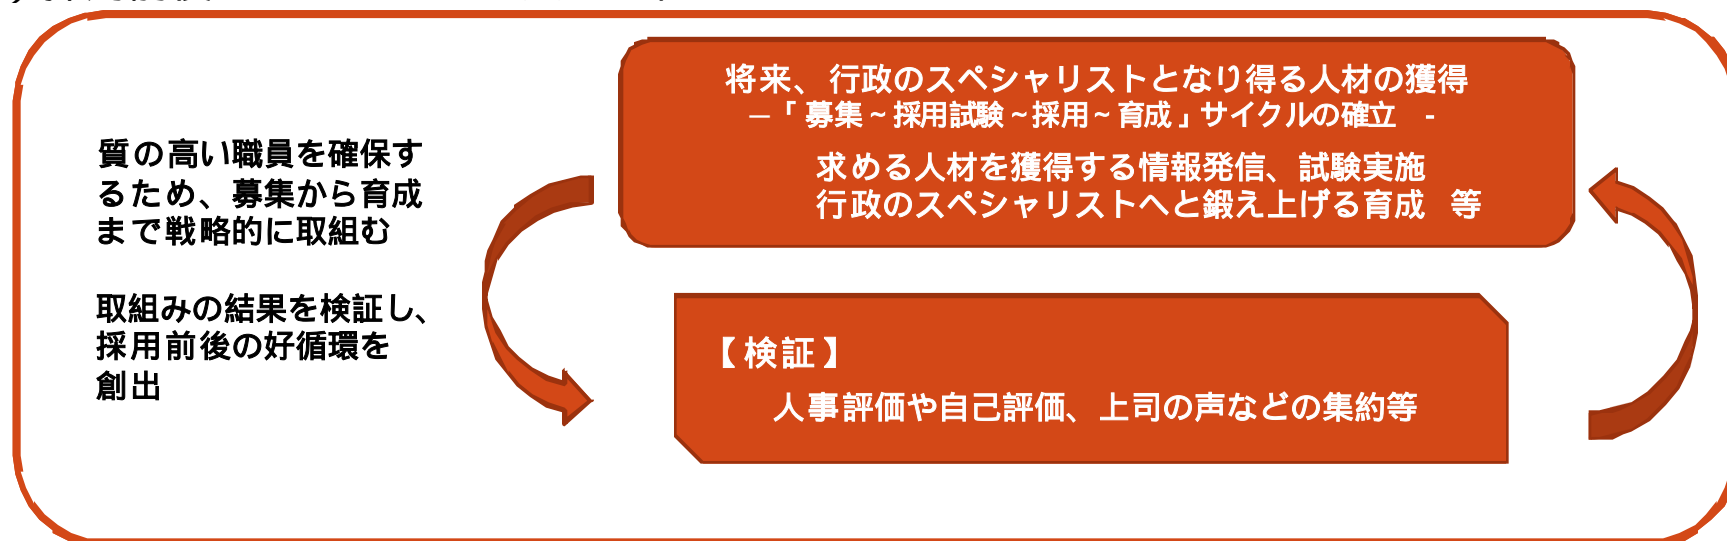 質の高い職員を確保す
るため、募集から育成
まで戦略的に取組む
取組みの結果を検証し、
採用前後の好循環を
創出
将来、行政のスペシャリストとなり得る人材の獲得
―「募集~採用試験~採用~育成」サイクルの確立 -
求める人材を獲得する情報発信、試験実施
行政のスペシャリストへと鍛え上げる育成 等
【検証】
人事評価や自己評価、上司の声などの集約等